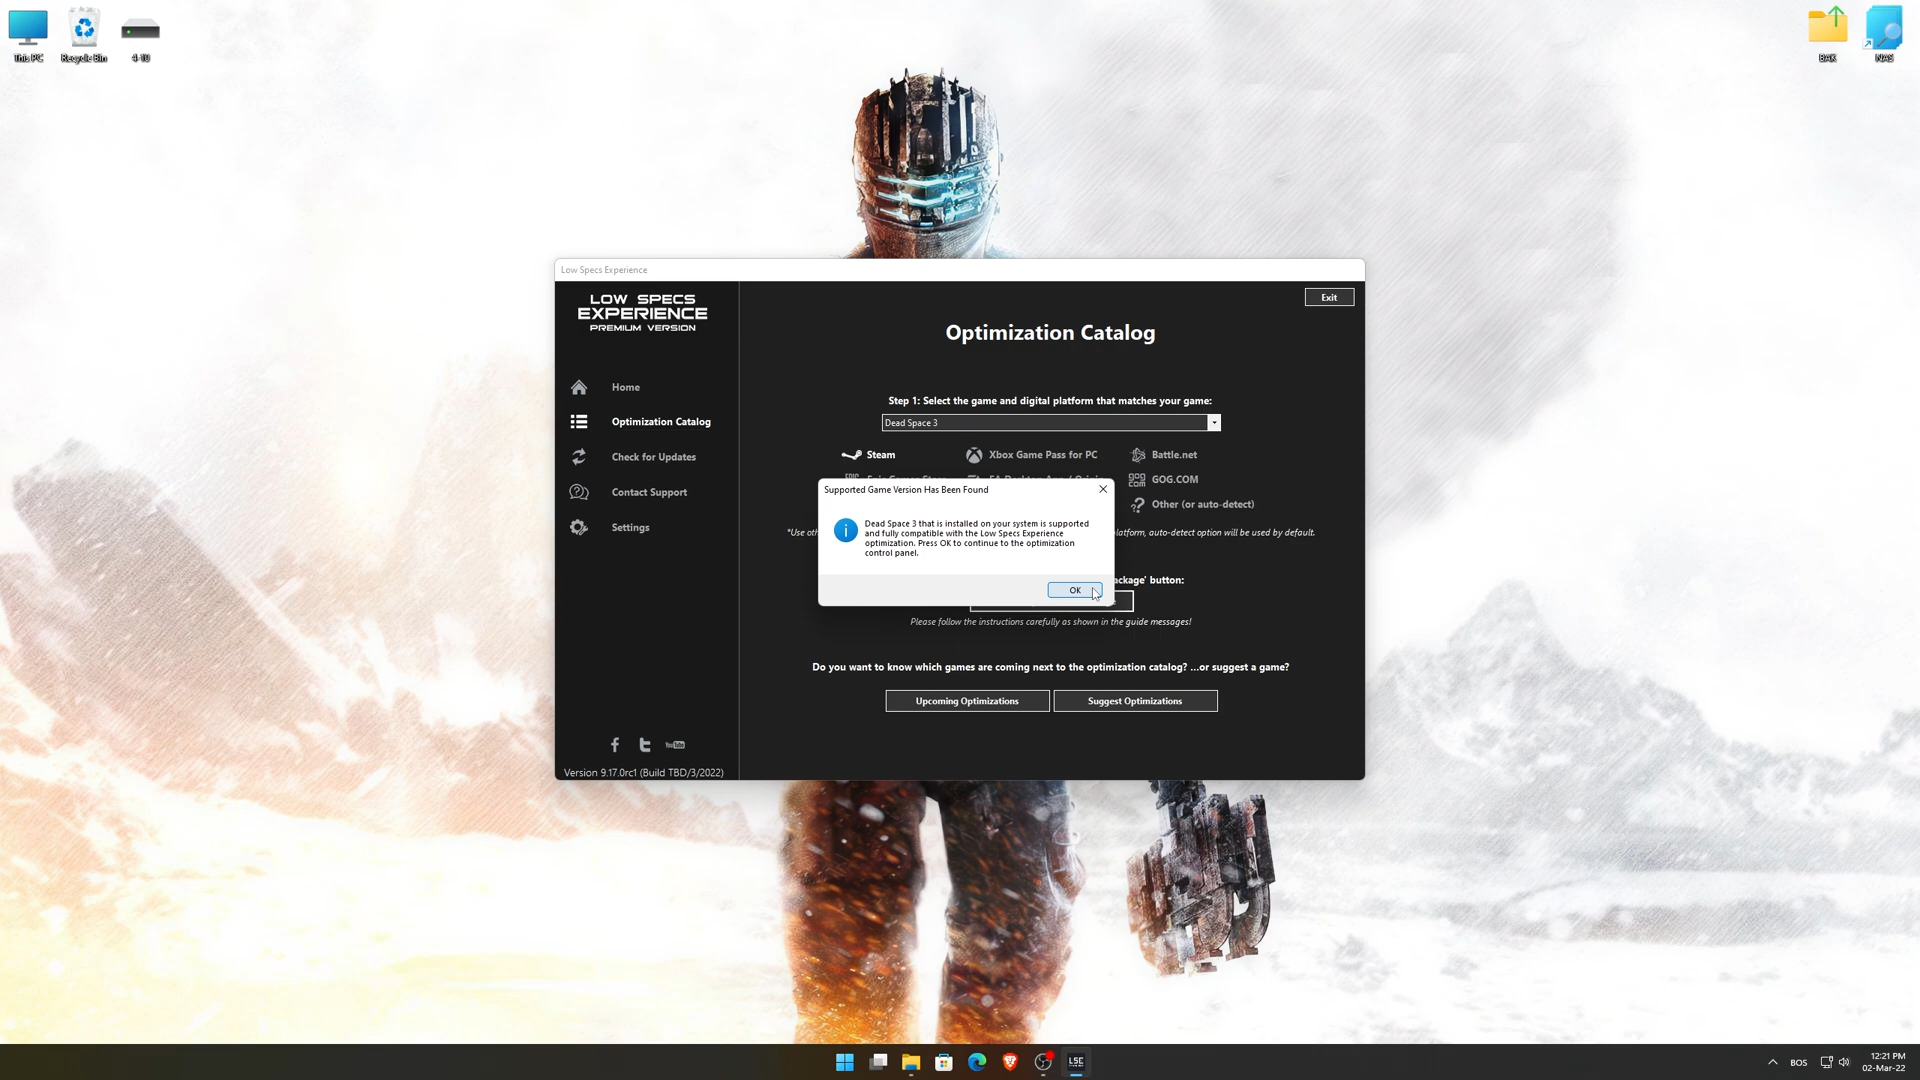 This PC
Recycle Bin
4-10
BAK
NAS
Low Specs Experience
LOW SPECS
EXPERIENCE
PREMIUM VERSION
Home
Optimization Catalog
Check for Updates
Contact Support
Settings
Version 9.17.0rc1 (Build TBD/3/2022)
Exit
Optimization Catalog
Step 1: Select the game and digital platform that matches your game:
Dead Space 3
Steam
Xbox Game Pass for PC
Battle.net
GOG.COM
Other (or auto-detect)
*Use oth
latform, auto-detect option will be used by default.
Supported Game Version Has Been Found
Dead Space 3 that is installed on your system is supported
and fully compatible with the Low Specs Experience
optimization. Press OK to continue to the optimization
control panel.
OK
ackage' button:
Please follow the instructions carefully as shown in the guide messages!
Do you want to know which games are coming next to the optimization catalog? ...or suggest a game?
Upcoming Optimizations
Suggest Optimizations
YouTube
LSE
BOS
12:21 PM
02-Mar-22